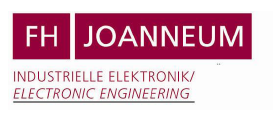 FH JOANNEUM
INDUSTRIELLE ELEKTRONIK/
ELECTRONIC ENGINEERING